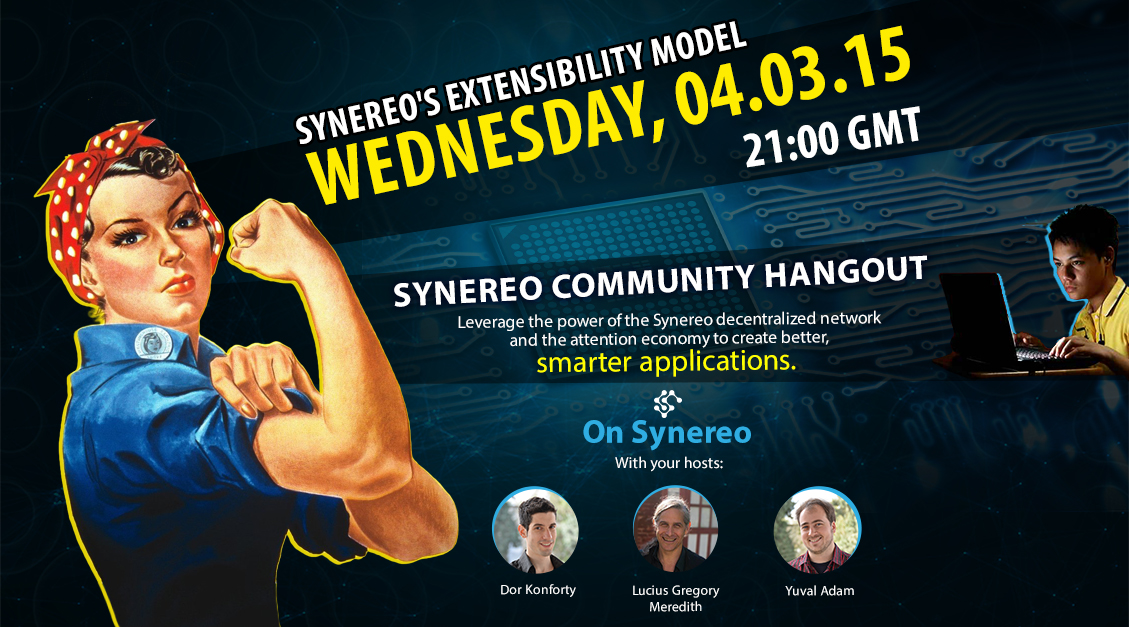 SYNEREO'S EXTENSIBILITY MODEL
WEDNESDAY, 04.03.15
21:00 GMT
SYNEREO COMMUNITY HANGOUT
Leverage the power of the Synereo decentralized network
and the attention economy to create better,
smarter applications.
On Synereo
With your hosts:
Dor Konforty
Lucius Gregory
Meredith
Yuval Adam